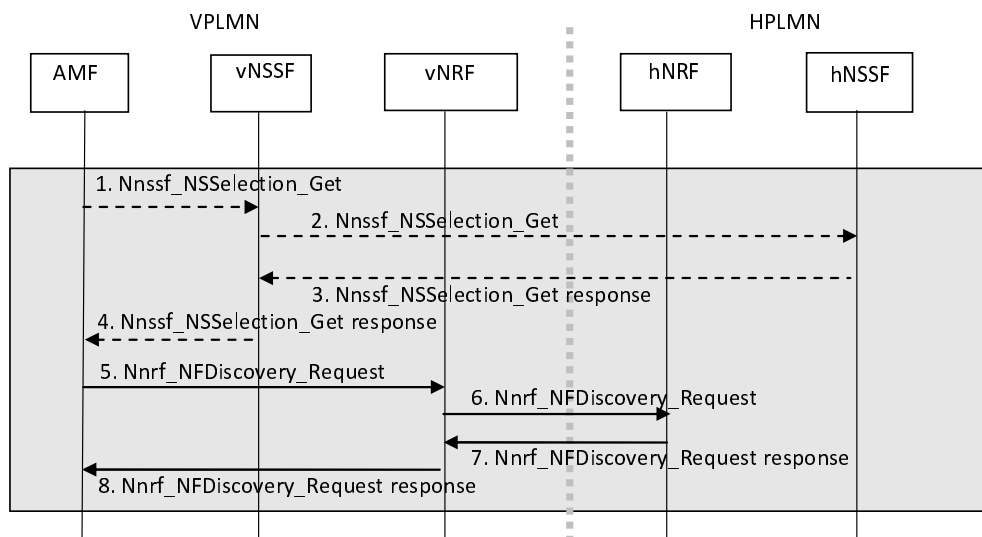 VPLMN
HPLMN
AMF
vNSSF
vNRF
hNRF
hNSSF
1. Nnssf_NSSelection_Get
2. Nnssf_NSSelection_Get
3. Nnssf_NSSelection_Get response
4. Nnssf_NSSelection_Get response
5. Nnrf_NFDiscovery_Request
6. Nnrf_NFDiscovery_Request
7. Nnrf_NFDiscovery_Request response
8. Nnrf_NFDiscovery_Request response